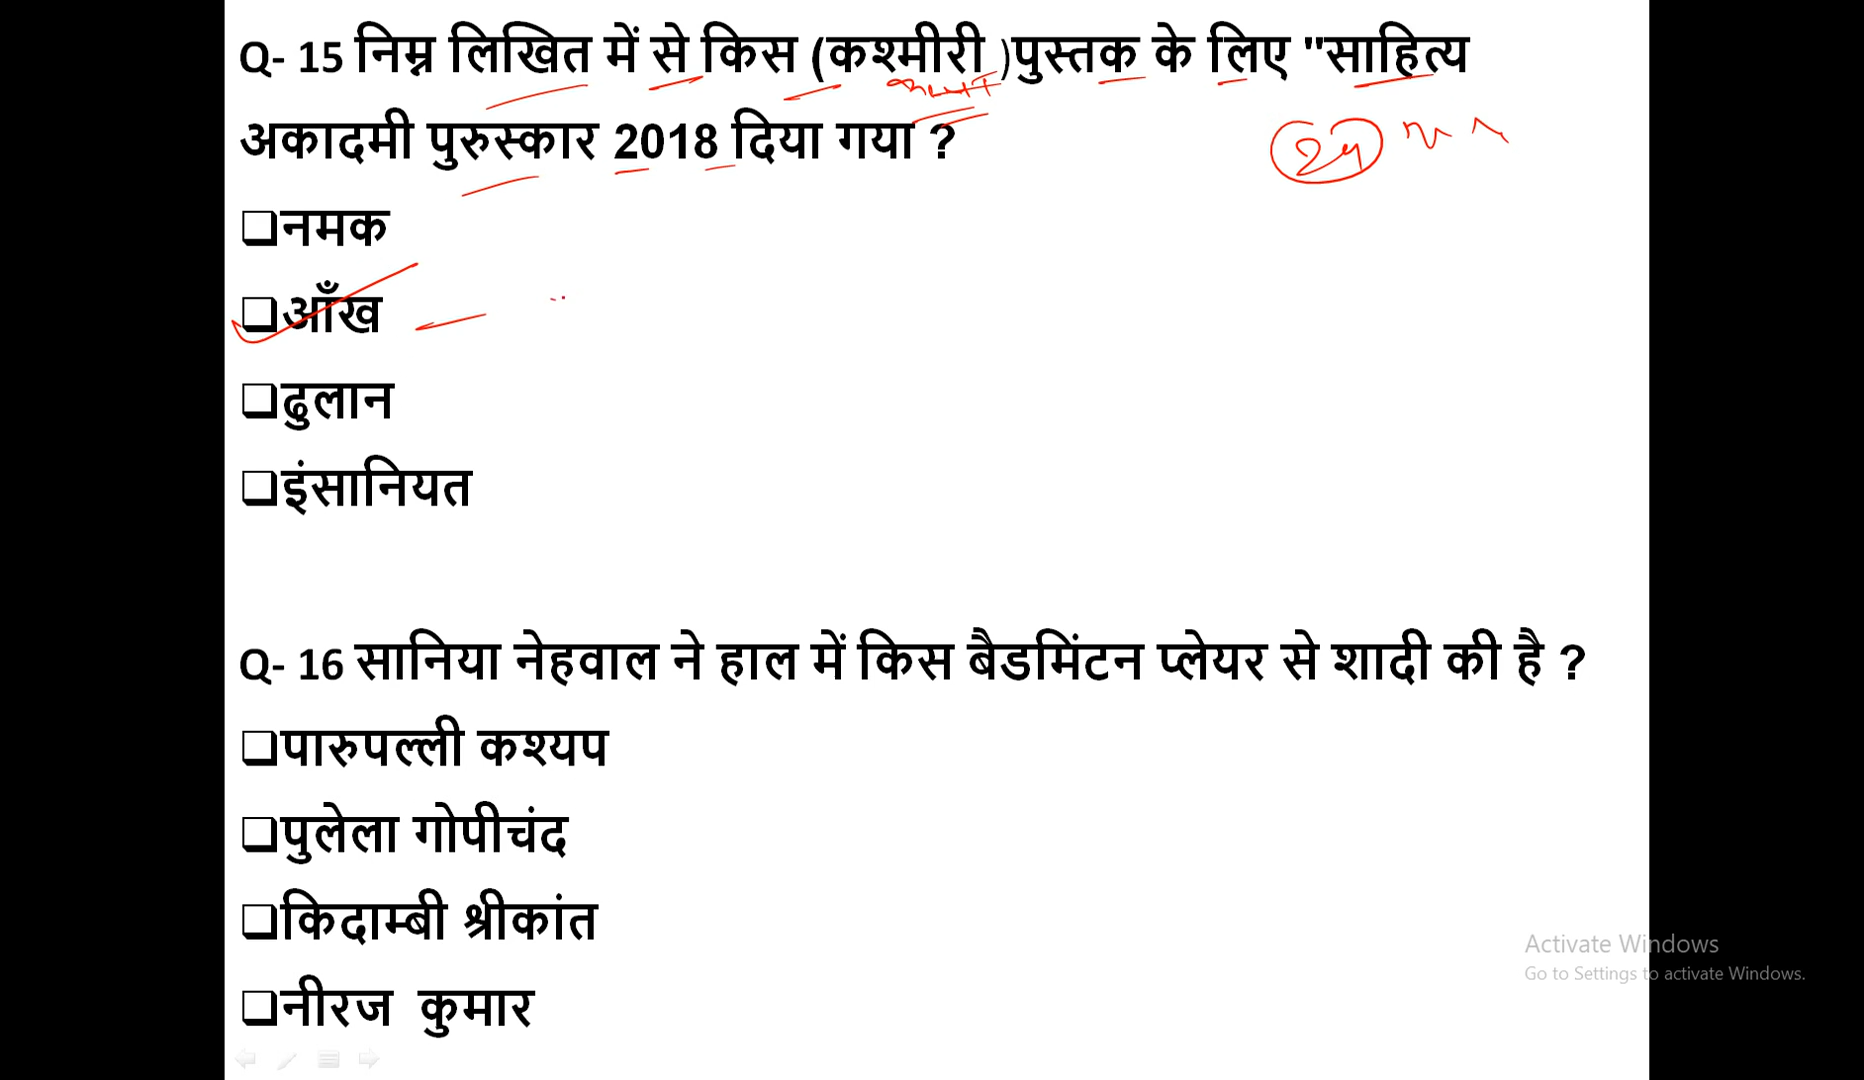 Q- 15 निम्न लिखित में से किस (कश्मीरी )पुस्तक के लिए "साहित्य
अकादमी पुरुस्कार 2018 दिया गया ?
❑नमक
❑आँख
❑ढुलान
❑इंसानियत
Q- 16 सानिया नेहवाल ने हाल में किस बैडमिंटन प्लेयर से शादी की है ?
❑पारुपल्ली कश्यप
❑पुलेला गोपीचंद
❑किदाम्बी श्रीकांत
❑नीरज कुमार
Activate Windows
Go to Settings to activate Windows.